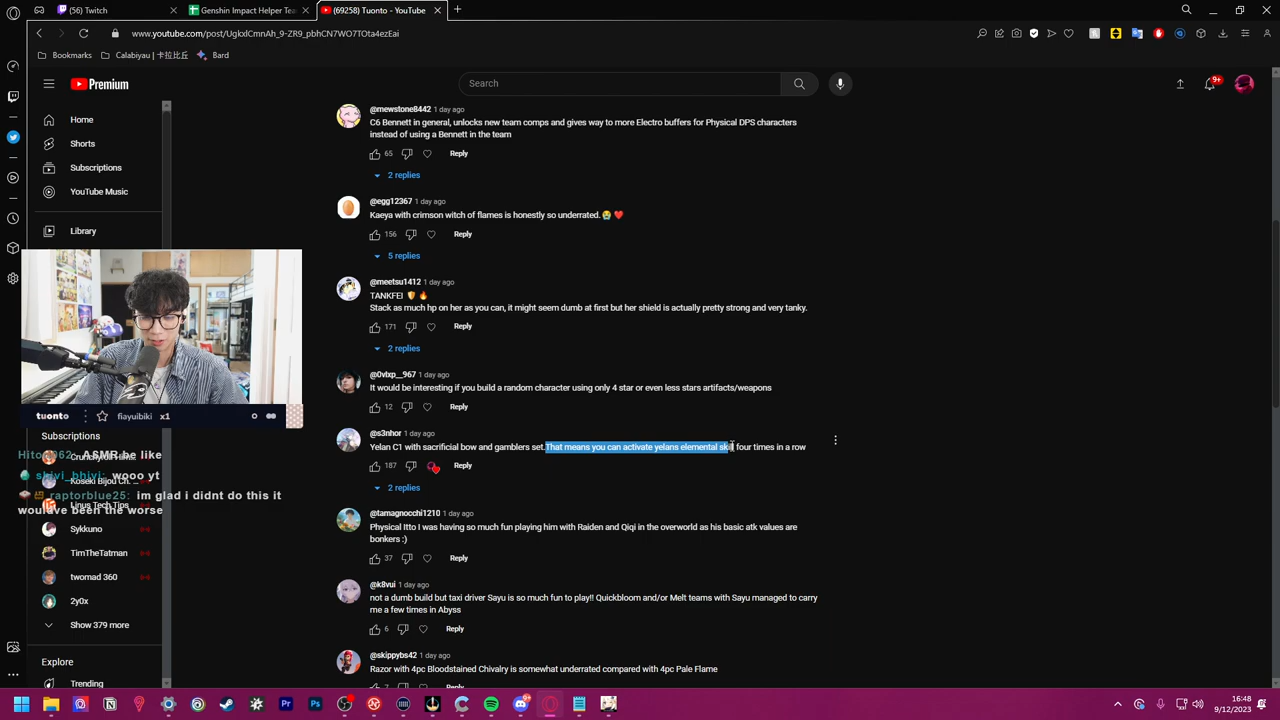 (56) Twitch
Genshin Impact Helper Tea
(69258) Tuonto - YouTube
www.youtube.com/post/UgkxlCmnAh_9-ZR9_pbhCN7WO7TOta4ezEai
Bookmarks
Calabiyau | 卡拉比丘
Bard
Premium
Search
9+
Home
Shorts
Subscriptions
YouTube Music
Library
@mewstone8442 1 day ago
C6 Bennett in general, unlocks new team comps and gives way to more Electro buffers for Physical DPS characters
instead of using a Bennett in the team
65
Reply
2 replies
@egg12367 1 day ago
Kaeya with crimson witch of flames is honestly so underrated. 😭 ❤️
156
Reply
5 replies
@meetsu1412 1 day ago
TANKFEI 🛡️ 🔥
Stack as much hp on her as you can, it might seem dumb at first but her shield is actually pretty strong and very tanky.
171
Reply
2 replies
@0vlxp__967 1 day ago
It would be interesting if you build a random character using only 4 star or even less stars artifacts/weapons
12
Reply
@s3nhor 1 day ago
Yelan C1 with sacrificial bow and gamblers set.That means you can activate yelans elemental skill four times in a row
187
Reply
2 replies
@tamagnocchi1210 1 day ago
Physical Itto I was having so much fun playing him with Raiden and Qiqi in the overworld as his basic atk values are
bonkers :)
37
Reply
@k8vui 1 day ago
not a dumb build but taxi driver Sayu is so much fun to play!! Quickbloom and/or Melt teams with Sayu managed to carry
me a few times in Abyss
6
Reply
@skippybs42 1 day ago
Razor with 4pc Bloodstained Chivalry is somewhat underrated compared with 4pc Pale Flame
Reply
tuonto
fiayuibiki x1
Subscriptions
ASMR be like
shivi_bhivi: wooo yt
Koseki Bijou Ch...
raptorblue25: im glad i didnt do this it
wouldve been the worse
Linus Tech Tips
Sykkuno
TimTheTatman
twomad 360
2y0x
Show 379 more
Explore
Trending
9+
16:48
9/12/2023